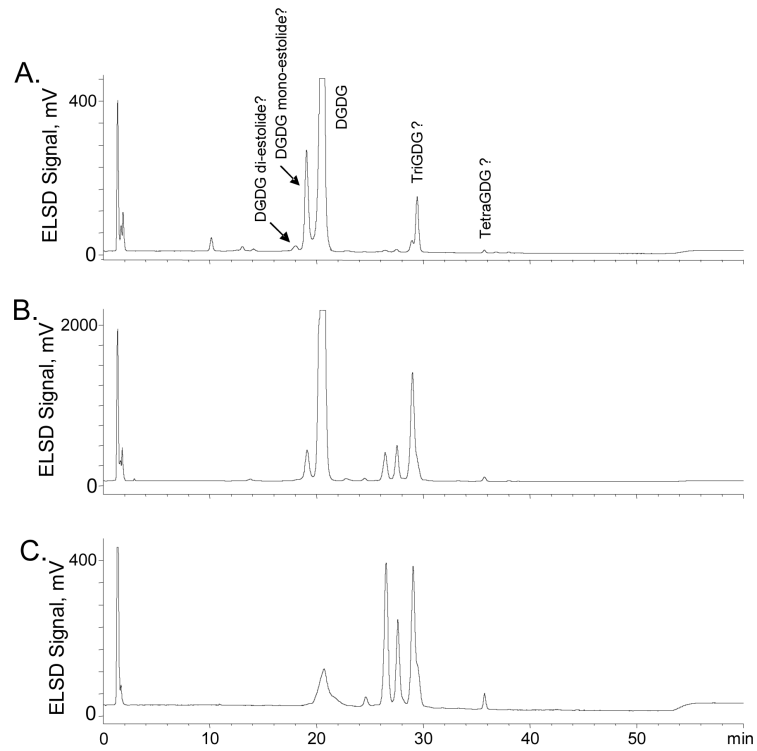 A.
ELSD Signal, mV
400
0
DGDG di-estolide?
DGDG mono-estolide?
DGDG
TriGDG ?
TetraGDG ?
B.
ELSD Signal, mV
2000
0
C.
ELSD Signal, mV
400
0
0 10 20 30 40 50 min